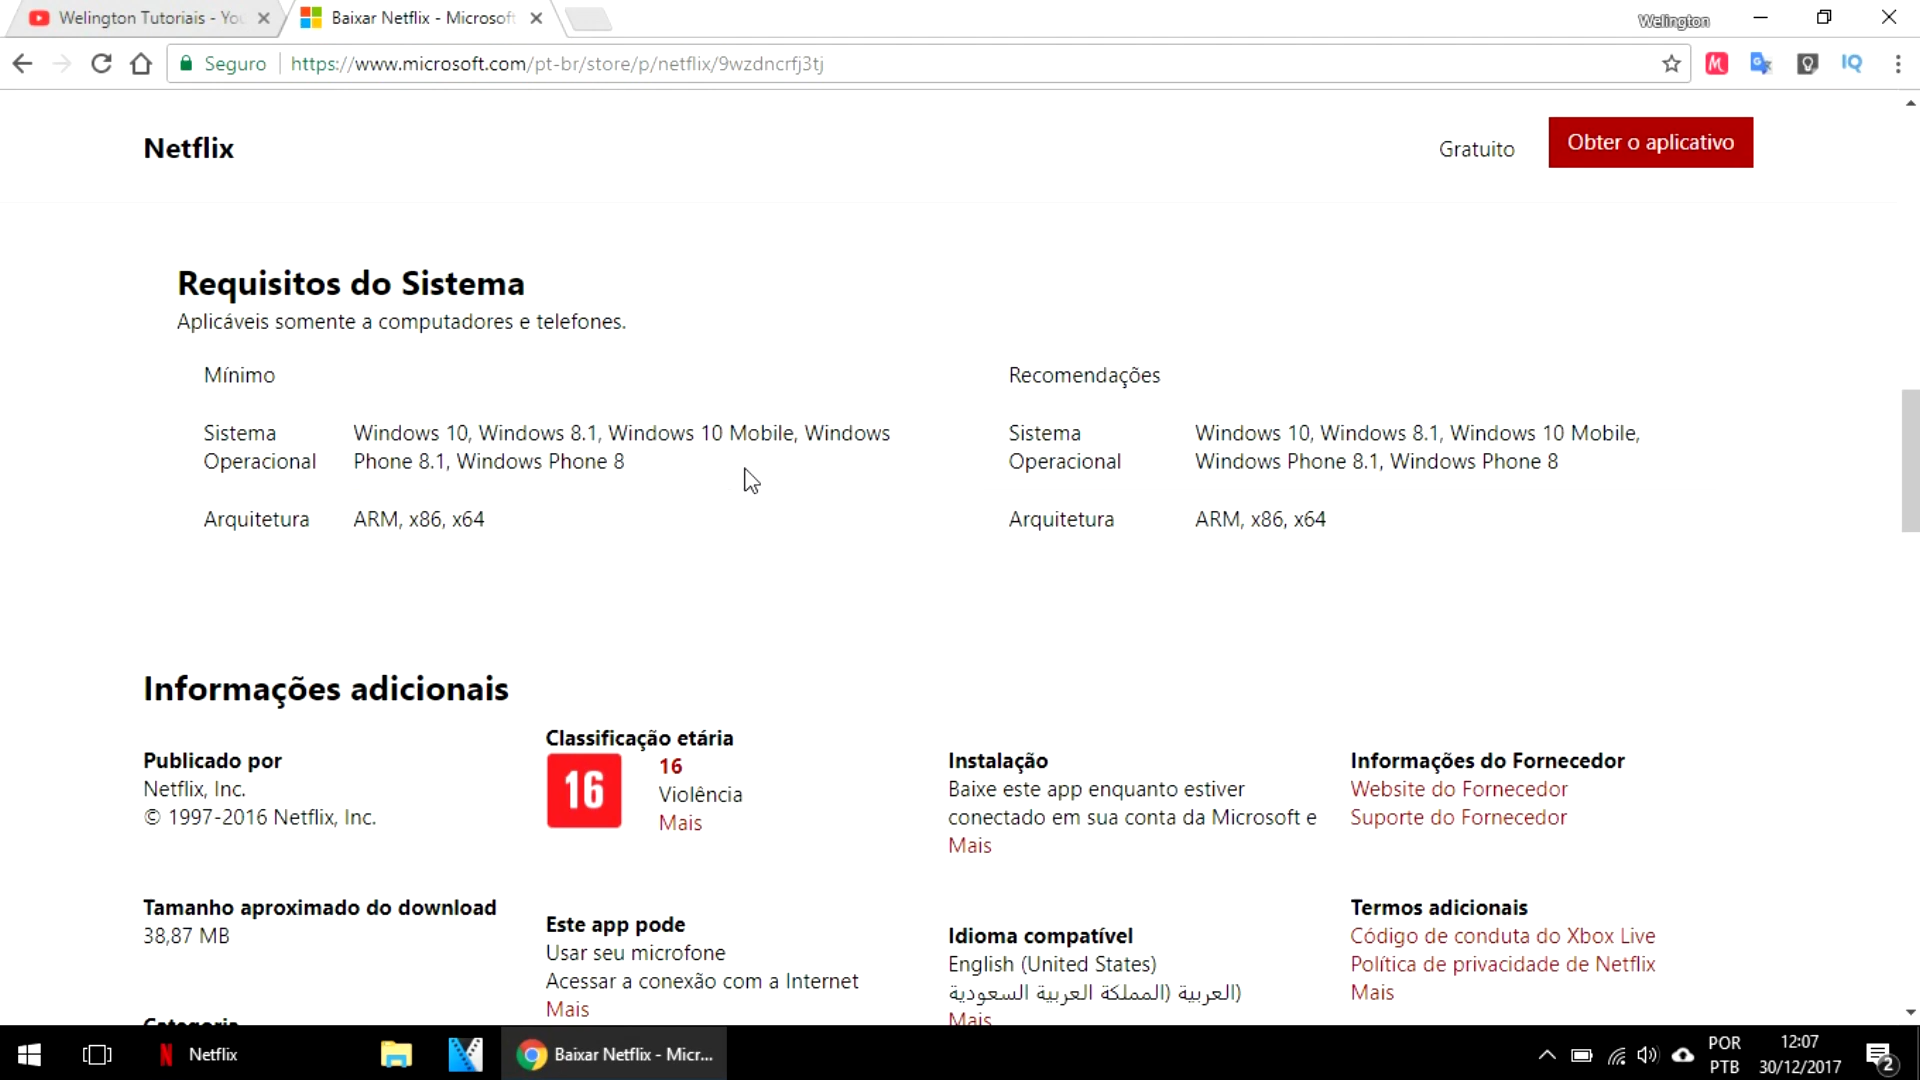 Welington Tutoriais - You
Baixar Netflix - Microsoft
Welington
Seguro
https://www.microsoft.com/pt-br/store/p/netflix/9wzdncrfj3tj
Netflix
Gratuito
Obter o aplicativo
Requisitos do Sistema
Aplicáveis somente a computadores e telefones.
Mínimo
Sistema Operacional
Windows 10, Windows 8.1, Windows 10 Mobile, Windows
Phone 8.1, Windows Phone 8
Arquitetura
ARM, x86, x64
Recomendações
Sistema Operacional
Windows 10, Windows 8.1, Windows 10 Mobile,
Windows Phone 8.1, Windows Phone 8
Arquitetura
ARM, x86, x64
Informações adicionais
Publicado por
Netflix, Inc.
© 1997-2016 Netflix, Inc.
Tamanho aproximado do download
38,87 MB
Categoria
Classificação etária
16
16
Violência
Mais
Este app pode
Usar seu microfone
Acessar a conexão com a Internet
Mais
Instalação
Baixe este app enquanto estiver
conectado em sua conta da Microsoft e
Mais
Idioma compatível
English (United States)
العربية (المملكة العربية السعودية)
Mais
Informações do Fornecedor
Website do Fornecedor
Suporte do Fornecedor
Termos adicionais
Código de conduta do Xbox Live
Política de privacidade de Netflix
Mais
Netflix
Baixar Netflix - Micr...
POR
PTB
12:07
30/12/2017
2